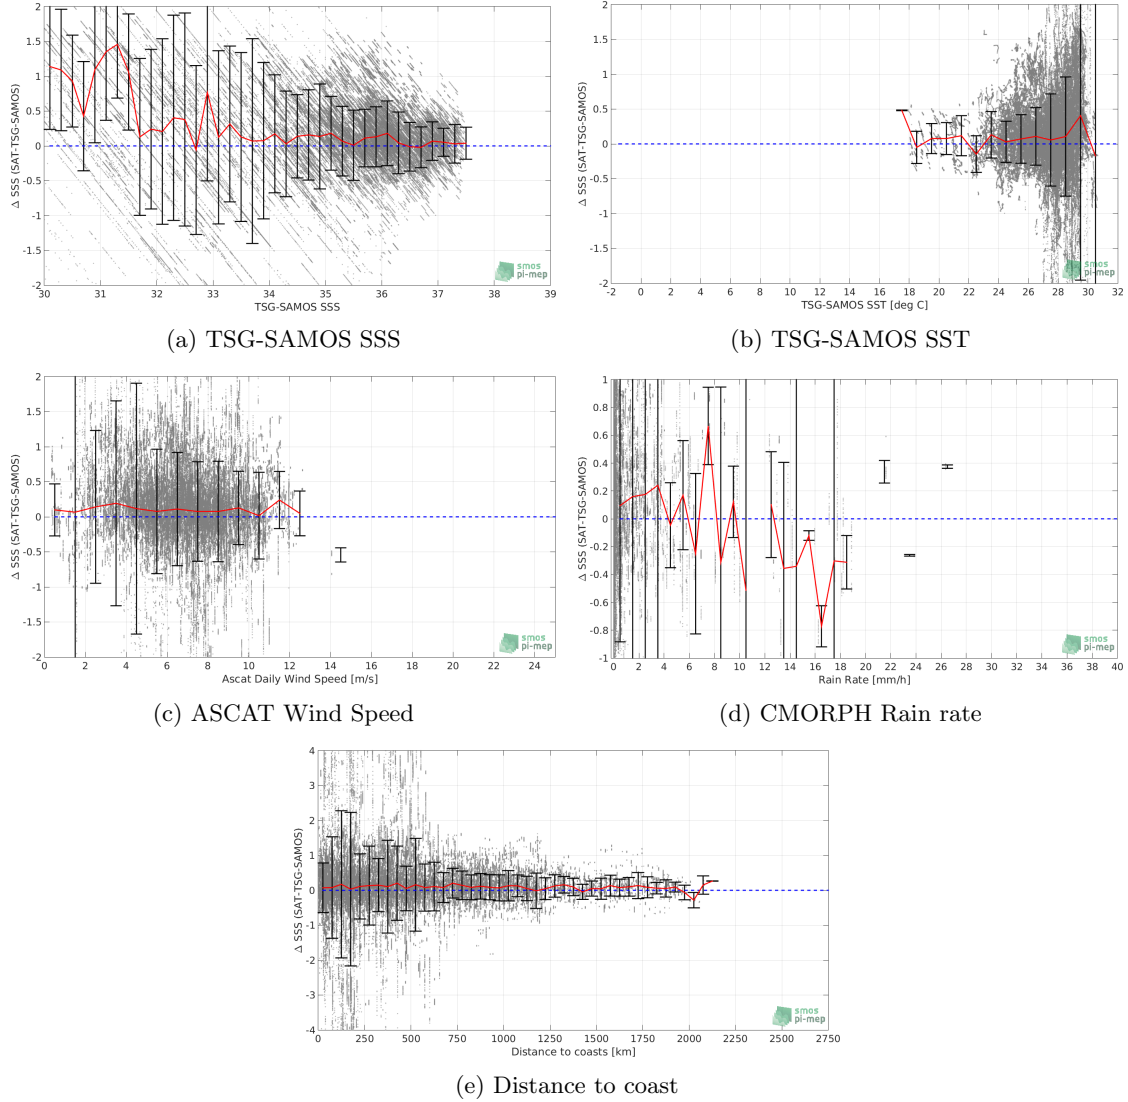 2
1.5
1
0.5
0
-0.5
-1
-1.5
-2
Δ SSS (SAT-TSG-SAMOS)
30 31 32 33 34 35 36 37 38 39
TSG-SAMOS SSS
smos
pi-mep
(a) TSG-SAMOS SSS
2
1.5
1
0.5
0
-0.5
-1
-1.5
-2
Δ SSS (SAT-TSG-SAMOS)
-2 0 2 4 6 8 10 12 14 16 18 20 22 24 26 28 30 32
TSG-SAMOS SST [deg C]
smos
pi-mep
(b) TSG-SAMOS SST
2
1.5
1
0.5
0
-0.5
-1
-1.5
-2
Δ SSS (SAT-TSG-SAMOS)
0 2 4 6 8 10 12 14 16 18 20 22 24
Ascat Daily Wind Speed [m/s]
smos
pi-mep
(c) ASCAT Wind Speed
1
0.8
0.6
0.4
0.2
0
-0.2
-0.4
-0.6
-0.8
-1
Δ SSS (SAT-TSG-SAMOS)
0 2 4 6 8 10 12 14 16 18 20 22 24 26 28 30 32 34 36 38 40
Rain Rate [mm/h]
smos
pi-mep
(d) CMORPH Rain rate
4
3
2
1
0
-1
-2
-3
-4
Δ SSS (SAT-TSG-SAMOS)
0 250 500 750 1000 1250 1500 1750 2000 2250 2500 2750
Distance to coasts [km]
smos
pi-mep
(e) Distance to coast